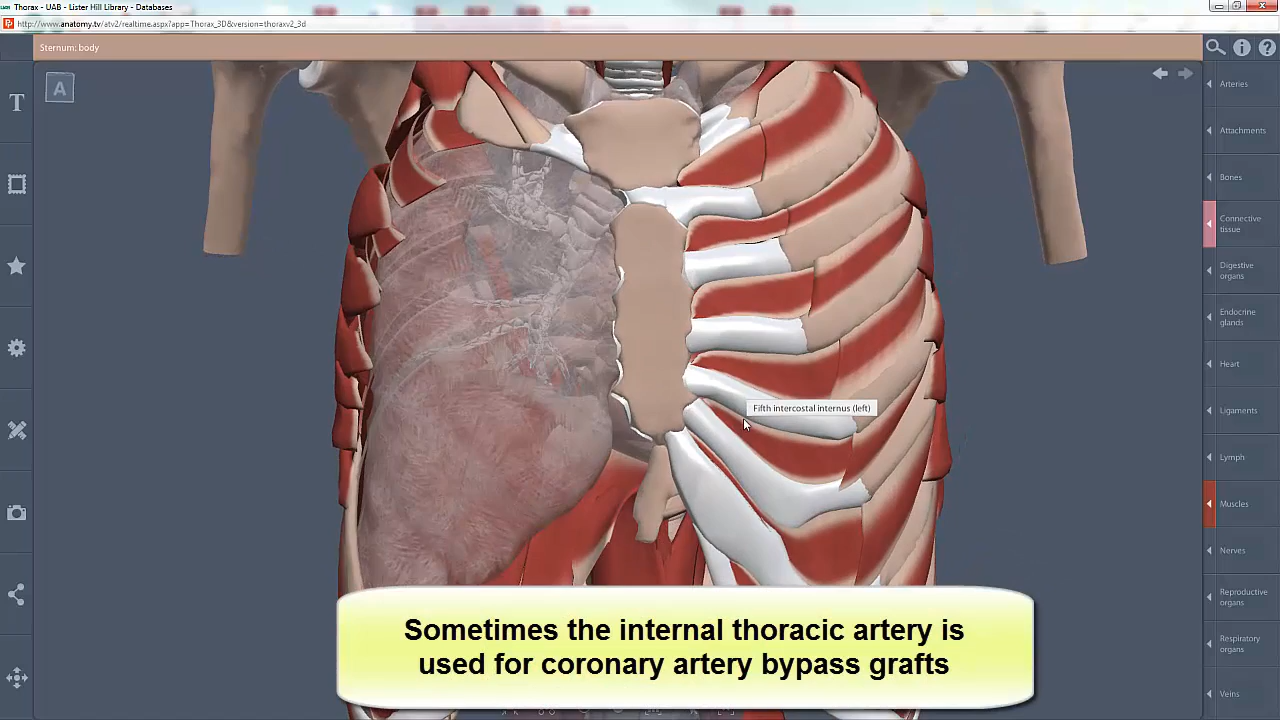 Thorax - UAB - Lister Hill Library - Databases
http://www.anatomy.tv/atv2/realtime.aspx?app=Thorax_3D&version=thoraxv2_3d
Sternum: body
A
T
Arteries
Attachments
Bones
Connective
tissue
Digestive
organs
Endocrine
glands
Heart
Fifth intercostal internus (left)
Ligaments
Lymph
Muscles
Nerves
Reproductive
organs
Respiratory
organs
Veins
Sometimes the internal thoracic artery is
used for coronary artery bypass grafts